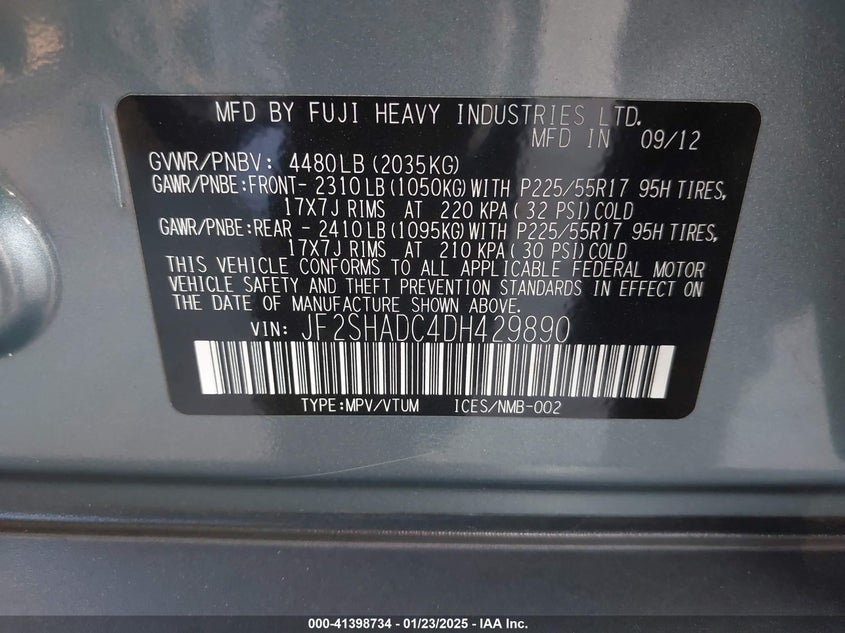 MFD BY FUJI HEAVY INDUSTRIES LTD.
MFD IN 09/12
GVWR/PNBV: 4480LB (2035KG)
GAWR/PNBE:FRONT- 2310LB (1050KG) WITH P225/55R17 95H TIRES,
17X7J RIMS AT 220 KPA( 32 PSI) COLD
GAWR/PNBE:REAR - 2410LB (1095KG) WITH P225/55R17 95H TIRES,
17X7J RIMS AT 210 KPA( 30 PSI) COLD
THIS VEHICLE CONFORMS TO ALL APPLICABLE FEDERAL MOTOR
VEHICLE SAFETY AND THEFT PREVENTION STANDARDS IN EFFECT ON
THE DATE OF MANUFACTURE SHOWN ABOVE.
VIN: JF2SHADC4DH429890
TYPE:MPV/VTUM ICES/NMB-002
000-41398734 - 01/23/2025 - IAA Inc.